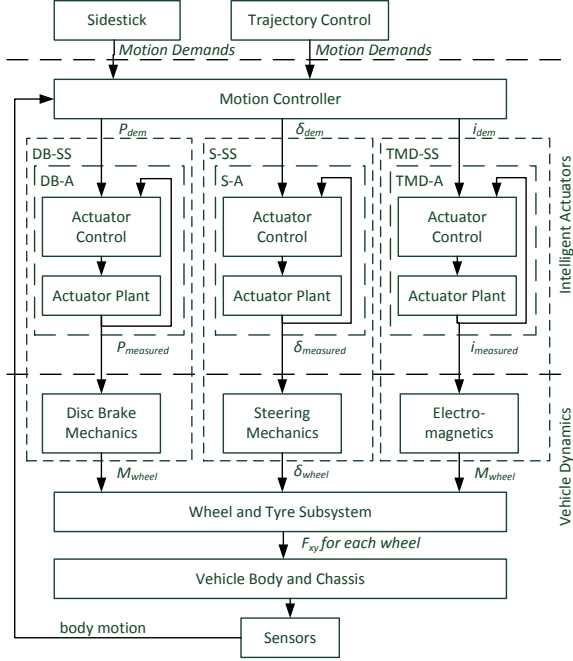 Sidestick
Trajectory Control
Motion Demands
Motion Demands
Motion Controller
P_dem
δ_dem
i_dem
DB-SS
S-SS
TMD-SS
DB-A
S-A
TMD-A
Actuator
Control
Actuator
Control
Actuator
Control
Actuator Plant
Actuator Plant
Actuator Plant
P_measured
δ_measured
i_measured
Intelligent Actuators
Disc Brake
Mechanics
Steering
Mechanics
Electro-
magnetics
M_wheel
δ_wheel
M_wheel
Wheel and Tyre Subsystem
F_xy for each wheel
Vehicle Body and Chassis
body motion
Sensors
Vehicle Dynamics